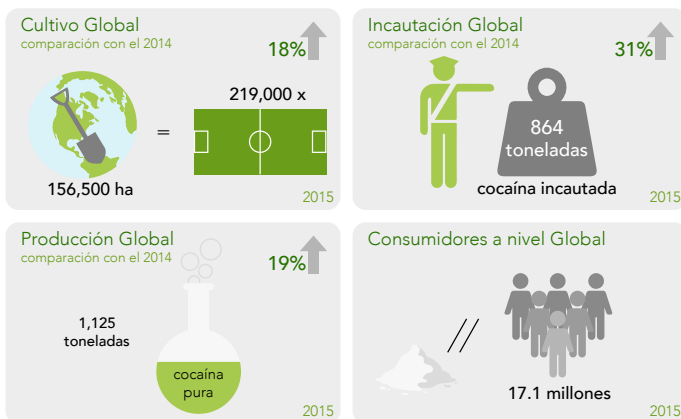 Cultivo Global
comparación con el 2014
18%
219,000 x
=
156,500 ha
2015
Incautación Global
comparación con el 2014
31%
864
toneladas
cocaína incautada
2015
Producción Global
comparación con el 2014
19%
1,125
toneladas
cocaína
pura
2015
Consumidores a nivel Global
//
17.1 millones
2015